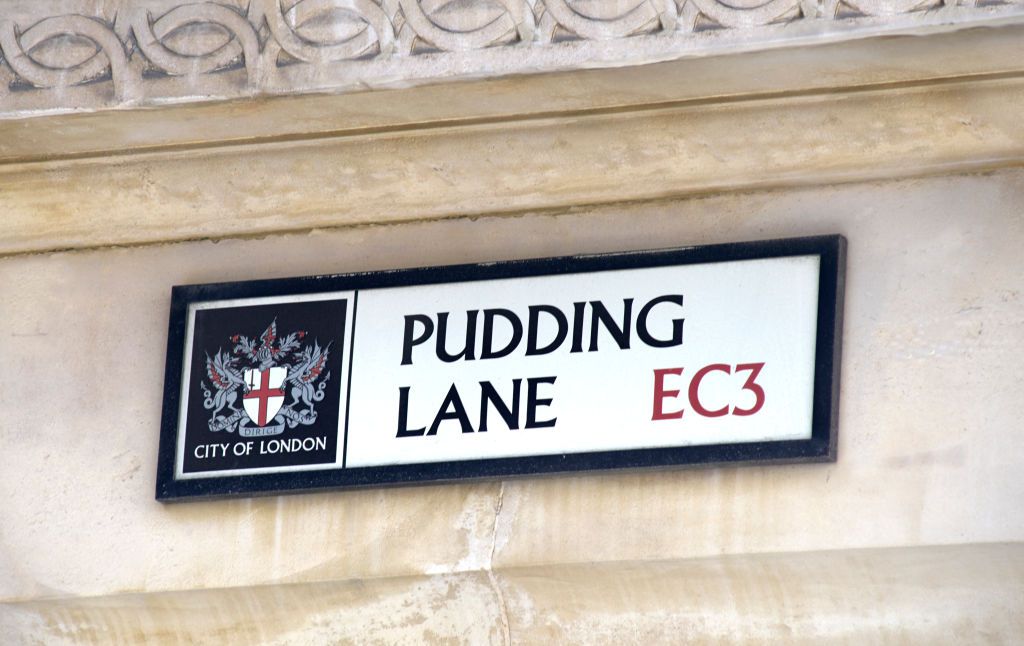 PUDDING
LANE EC3
DIRIGE
CITY OF LONDON